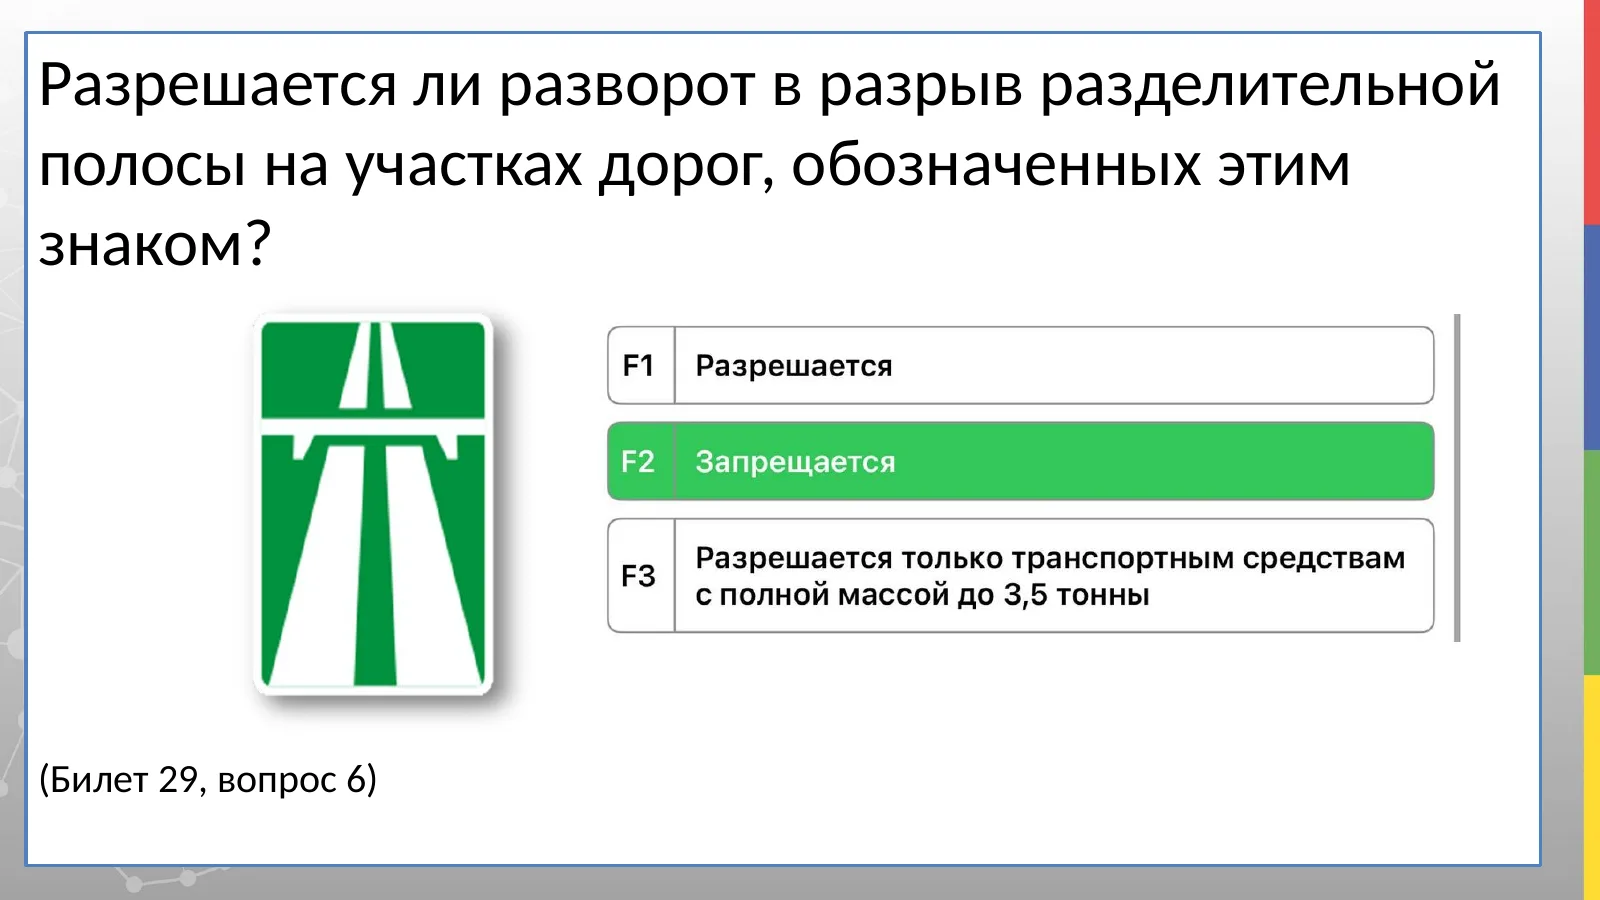 Разрешается ли разворот в разрыв разделительной
полосы на участках дорог, обозначенных этим
знаком?
F1 Разрешается
F2 Запрещается
F3 Разрешается только транспортным средствам
с полной массой до 3,5 тонны
(Билет 29, вопрос 6)